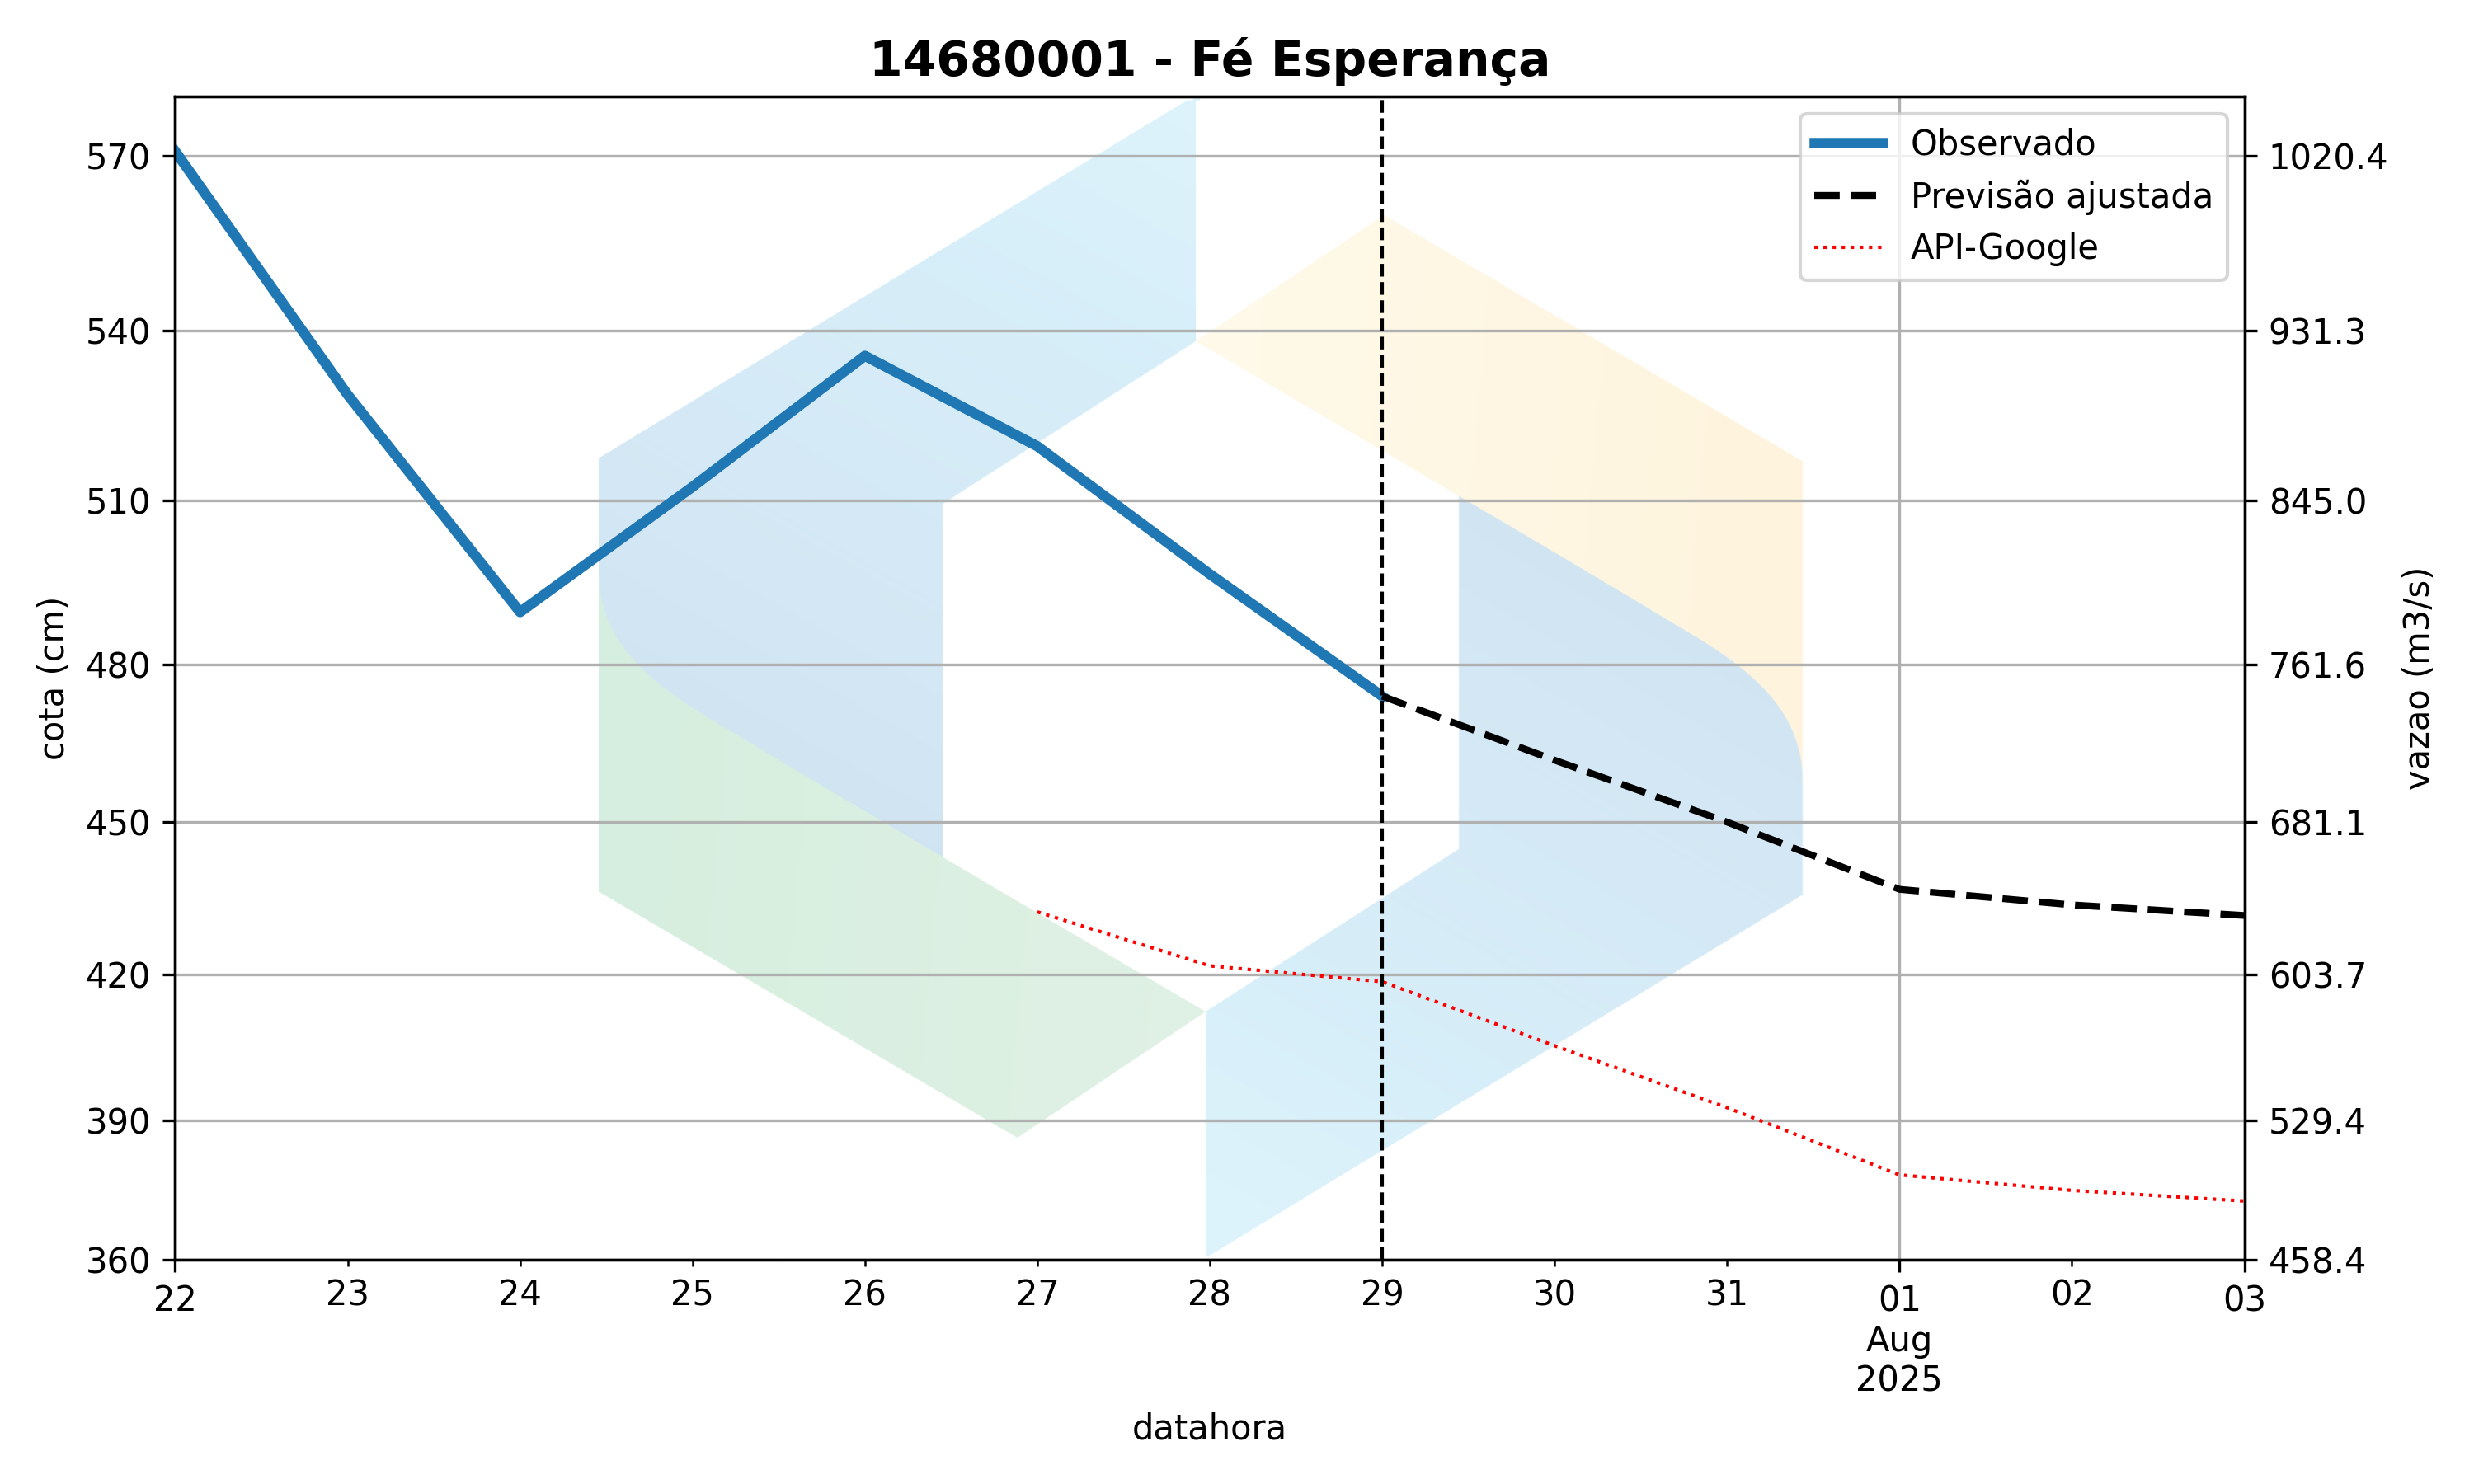 14680001 - Fé Esperança
Observado
Previsão ajustada
API-Google
570
540
510
480
450
420
390
360
cota (cm)
1020.4
931.3
845.0
761.6
681.1
603.7
529.4
458.4
vazao (m3/s)
22 23 24 25 26 27 28 29 30 31 01 02 03
Aug
2025
datahora